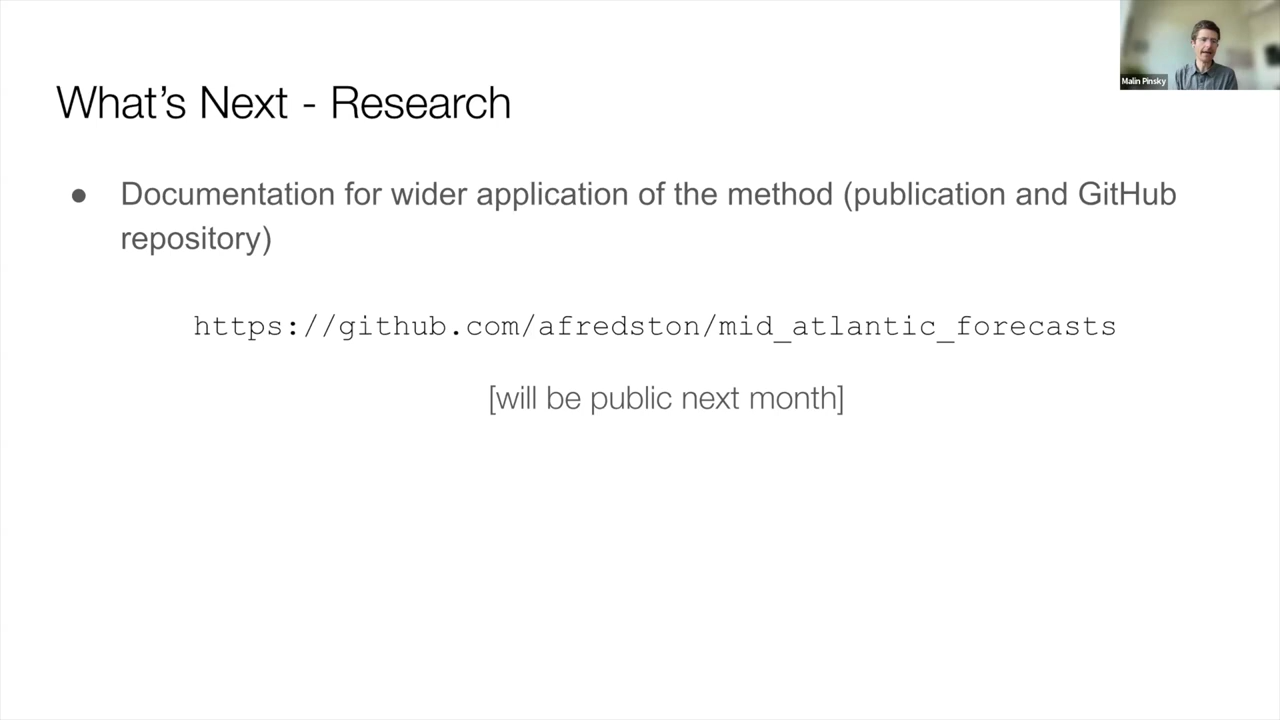 Malin Pinsky
What's Next - Research
● Documentation for wider application of the method (publication and GitHub
repository)
https://github.com/afredston/mid_atlantic_forecasts
[will be public next month]